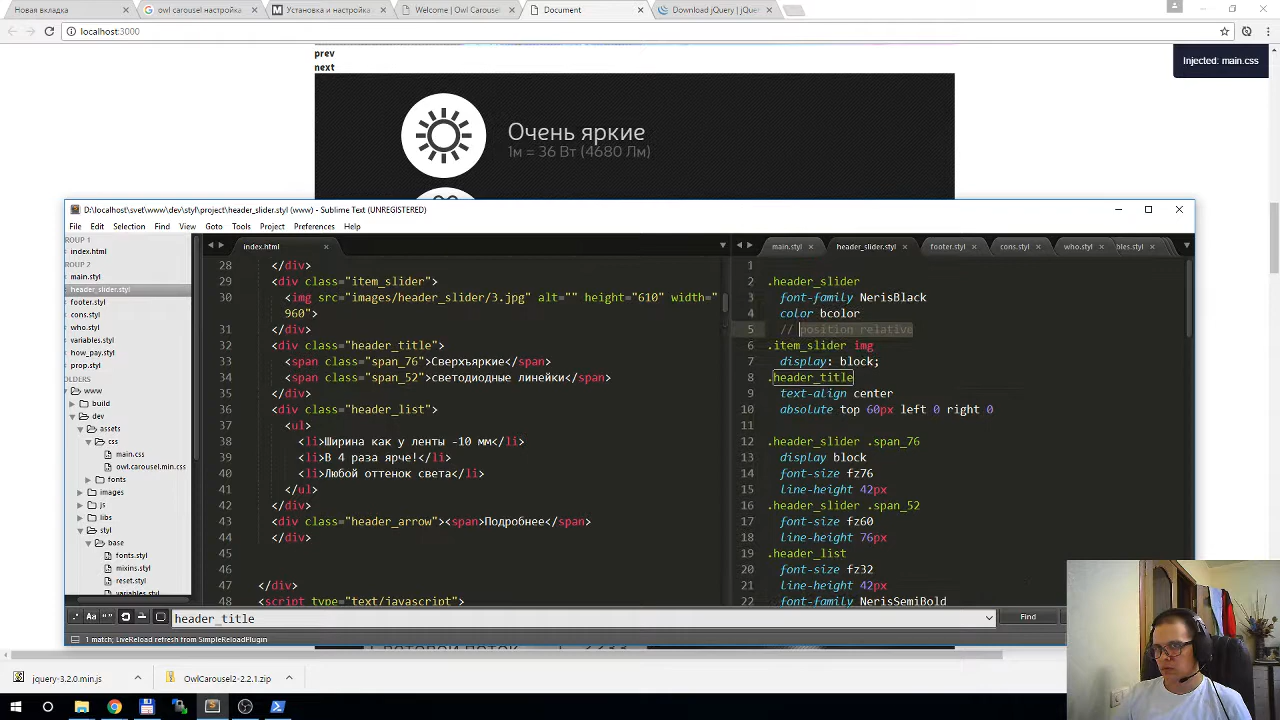 Новая вкладка
owl carousel настройка
Установка и настройка
Welcome | Owl Carousel
Document
Download jQuery | jQuer
localhost:3000
prev
next
Injected: main.css
Очень яркие
1м = 36 Вт (4680 Лм)
D:\localhost\svet\www\dev\styl\project\header_slider.styl (www) - Sublime Text (UNREGISTERED)
File Edit Selection Find View Goto Tools Project Preferences Help
ROUP 1
index.html
ROUP 2
main.styl
header_slider.styl
footer.styl
cons.styl
who.styl
variables.styl
how_pay.styl
prop.styl
OLDERS
www
build
dev
assets
css
main.css
owl.carousel.min.css
fonts
images
js
libs
styl
base
fonts.styl
mixins.styl
reset.styl
variables.styl
index.html
28 </div>
29 <div class="item_slider">
30 <img src="images/header_slider/3.jpg" alt="" height="610" width="
960">
31 </div>
32 <div class="header_title">
33 <span class="span_76">Сверхъяркие</span>
34 <span class="span_52">светодиодные линейки</span>
35 </div>
36 <div class="header_list">
37 <ul>
38 <li>Ширина как у ленты -10 мм</li>
39 <li>В 4 раза ярче!</li>
40 <li>Любой оттенок света</li>
41 </ul>
42 </div>
43 <div class="header_arrow"><span>Подробнее</span>
44 </div>
45
46
47 </div>
48 <script type="text/javascript">
main.styl header_slider.styl footer.styl cons.styl who.styl bles.styl
1
2 .header_slider
3 font-family NerisBlack
4 color bcolor
5 // position relative
6 .item_slider img
7 display: block;
8 .header_title
9 text-align center
10 absolute top 60px left 0 right 0
11
12 .header_slider .span_76
13 display block
14 font-size fz76
15 line-height 42px
16 .header_slider .span_52
17 font-size fz60
18 line-height 76px
19 .header_list
20 font-size fz32
21 line-height 42px
22 font-family NerisSemiBold
header_title
Find
1 match; LiveReload refresh from SimpleReloadPlugin
jquery-3.2.0.min.js
OwlCarousel2-2.2.1.zip